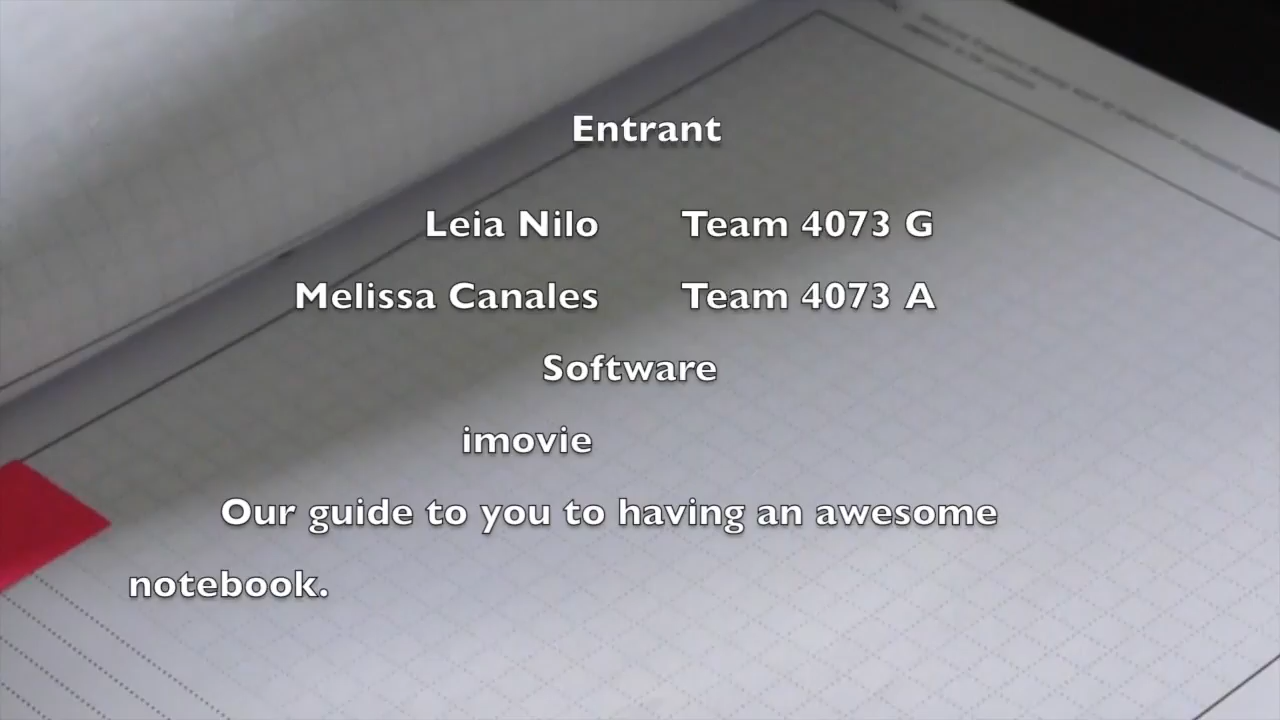 Entrant
Leia Nilo Team 4073 G
Melissa Canales Team 4073 A
Software
imovie
Our guide to you to having an awesome
notebook.